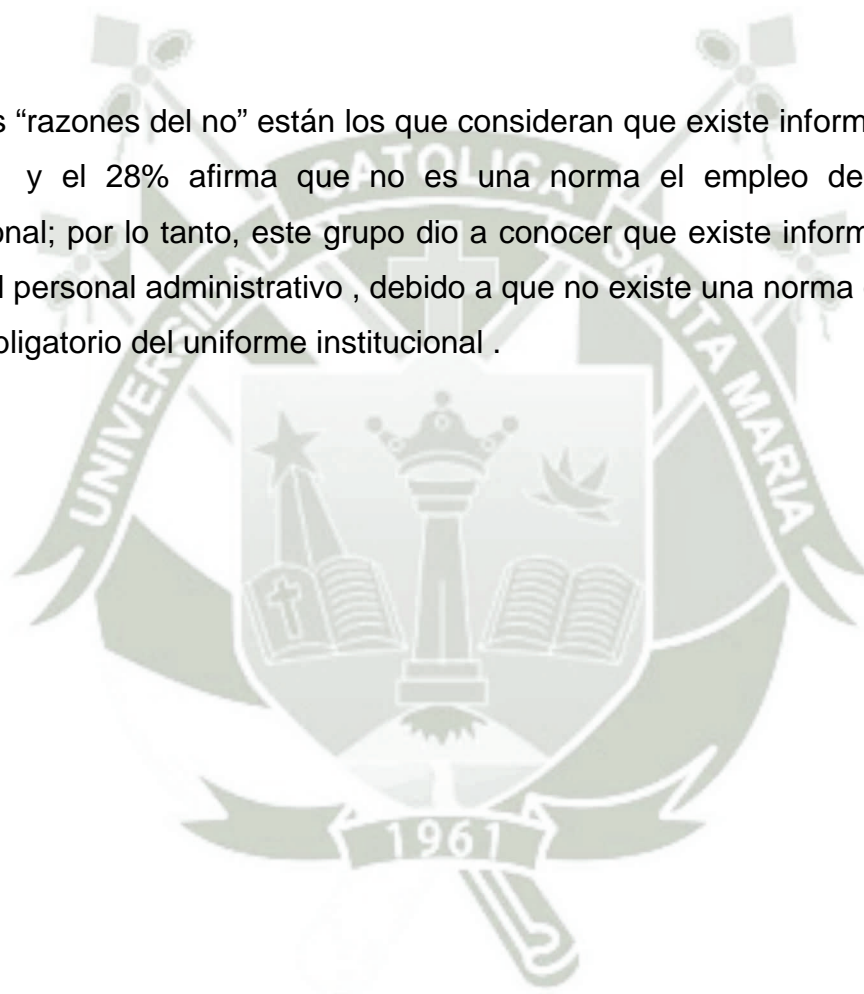 s “razones del no” están los que consideran que existe inform
y el 28% afirma que no es una norma el empleo de
onal; por lo tanto, este grupo dio a conocer que existe inform
l personal administrativo , debido a que no existe una norma
bligatorio del uniforme institucional .
UNIVERSIDAD CATOLICA SANTA MARIA
1961